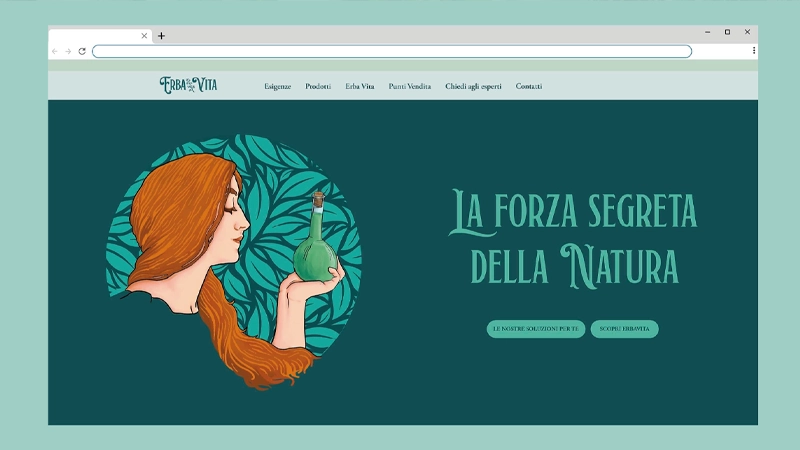 Erba Vita
Esigenze Prodotti Erba Vita Punti Vendita Chiedi agli esperti Contatti
La forza segreta
della Natura
LE NOSTRE SOLUZIONI PER TE SCOPRI ERBAVITA